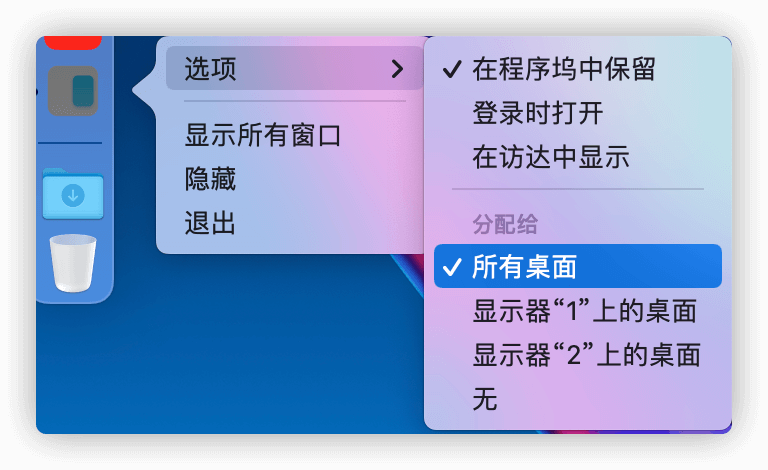 选项
显示所有窗口
隐藏
退出
在程序坞中保留
登录时打开
在访达中显示
分配给
所有桌面
显示器“1”上的桌面
显示器“2”上的桌面
无